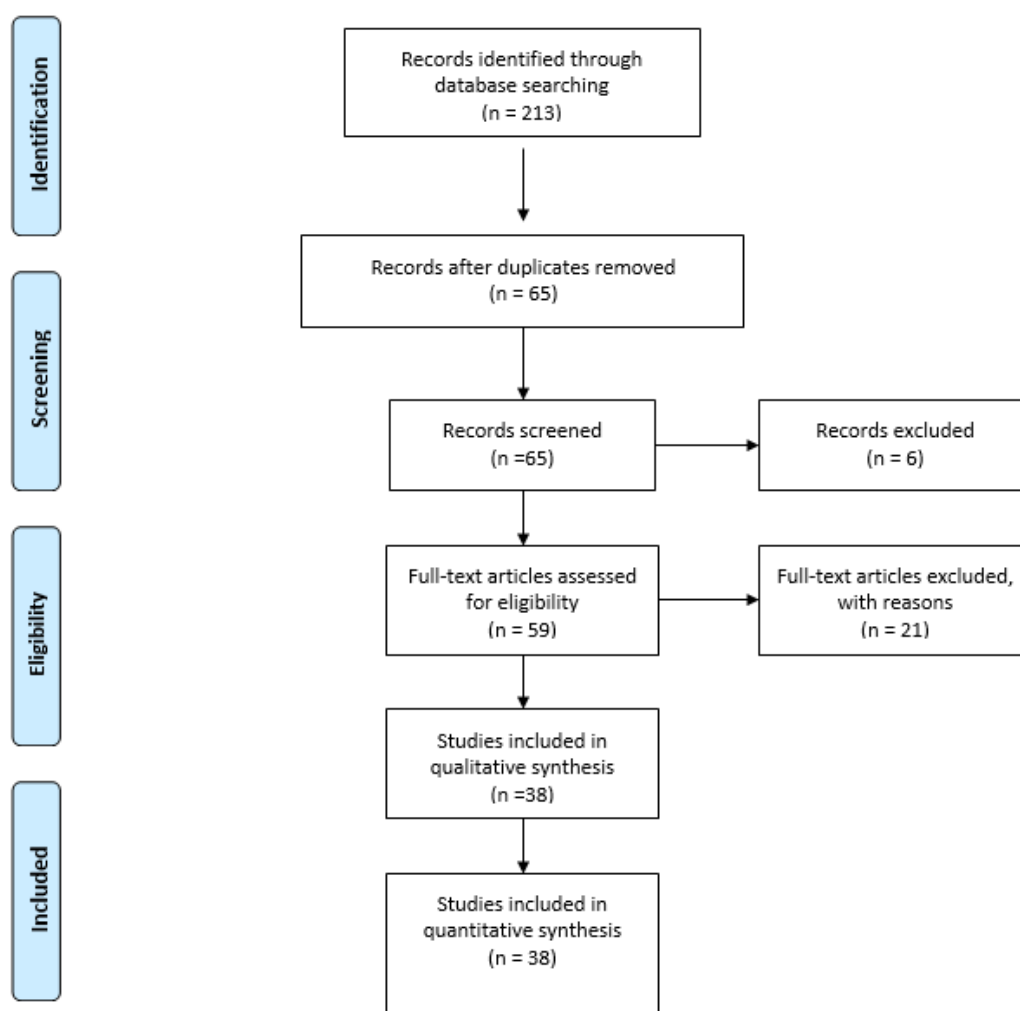 Identification
Records identified through
database searching
(n = 213)
Records after duplicates removed
(n = 65)
Screening
Records screened
(n =65)
Records excluded
(n = 6)
Eligibility
Full-text articles assessed
for eligibility
(n = 59)
Full-text articles excluded,
with reasons
(n = 21)
Studies included in
qualitative synthesis
(n =38)
Included
Studies included in
quantitative synthesis
(n = 38)